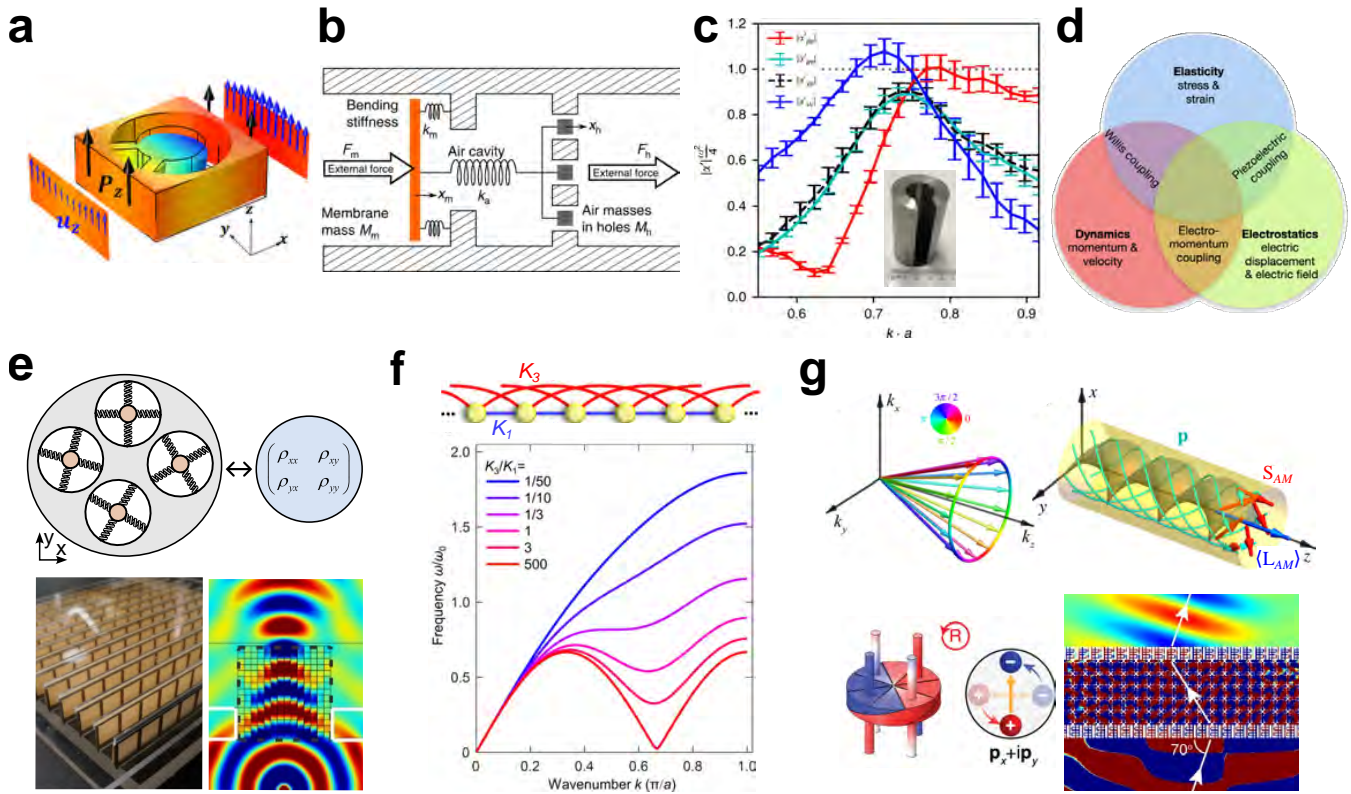 a
P_z
u_z
z
y
x
b
Bending
stiffness
k_m
F_m
External force
Air cavity
k_a
x_m
x_h
F_h
External force
Membrane
mass M_m
Air masses
in holes M_h
c
1.2
1.0
0.8
0.6
0.4
0.2
0.0
0.6
0.7
0.8
0.9
k · a
d
Elasticity
stress &
strain
Willis coupling
Piezoelectric
coupling
Dynamics
momentum &
velocity
Electro-
momentum
coupling
Electrostatics
electric
displacement
& electric field
e
ρ_xx ρ_xy
ρ_yx ρ_yy
y
x
f
K_3
...
...
K_1
K_3/K_1=
1/50
1/10
1/3
1
3
500
2.0
1.5
1.0
0.5
0
0
0.2
0.4
0.6
0.8
1.0
Frequency ω/ω_0
Wavenumber k (π/a)
g
k_x
3π/2
π
0
π/2
k_y
k_z
x
p
S_AM
y
⟨L_AM⟩
z
R
−
−
+
+
p_x+ip_y
70°